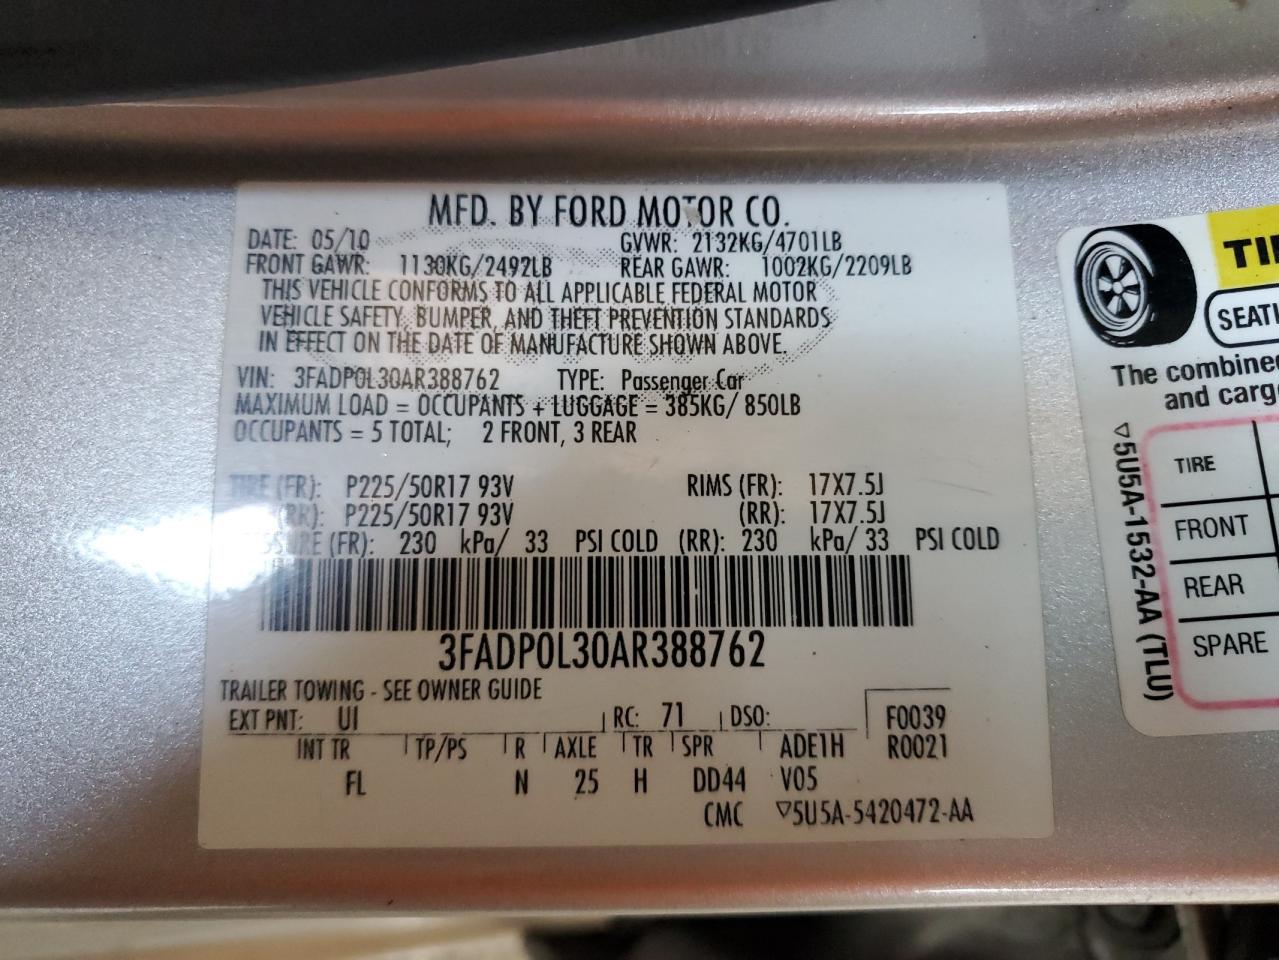 MFD. BY FORD MOTOR CO.
DATE: 05/10 GVWR: 2132KG/4701LB
FRONT GAWR: 1130KG/2492LB REAR GAWR: 1002KG/2209LB
THIS VEHICLE CONFORMS TO ALL APPLICABLE FEDERAL MOTOR
VEHICLE SAFETY, BUMPER, AND THEFT PREVENTION STANDARDS
IN EFFECT ON THE DATE OF MANUFACTURE SHOWN ABOVE.
VIN: 3FADP0L30AR388762 TYPE: Passenger Car
MAXIMUM LOAD = OCCUPANTS + LUGGAGE = 385KG/ 850LB
OCCUPANTS = 5 TOTAL; 2 FRONT, 3 REAR
TIRE (FR): P225/50R17 93V RIMS (FR): 17X7.5J
(RR): P225/50R17 93V (RR): 17X7.5J
(FR): 230 kPa/ 33 PSI COLD (RR): 230 kPa/ 33 PSI COLD
3FADP0L30AR388762
TRAILER TOWING - SEE OWNER GUIDE
EXT PNT: UI RC: 71 DSO: F0039
INT TR TP/PS R AXLE TR SPR ADE1H R0021
FL N 25 H DD44 V05
CMC ▽5U5A-5420472-AA
TI
SEATI
The combined
and cargo
TIRE
FRONT
REAR
SPARE
▽5U5A-1532-AA (TLU)